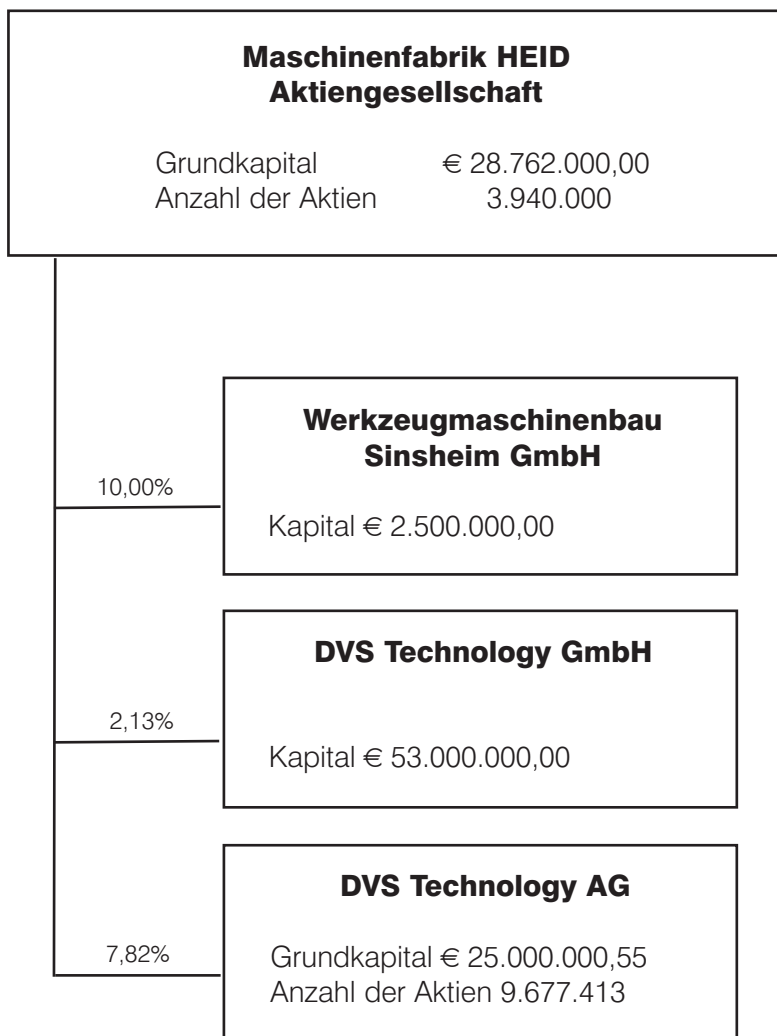 Maschinenfabrik HEID
Aktiengesellschaft
Grundkapital € 28.762.000,00
Anzahl der Aktien 3.940.000
Werkzeugmaschinenbau
Sinsheim GmbH
10,00%
Kapital € 2.500.000,00
DVS Technology GmbH
2,13%
Kapital € 53.000.000,00
DVS Technology AG
7,82%
Grundkapital € 25.000.000,55
Anzahl der Aktien 9.677.413